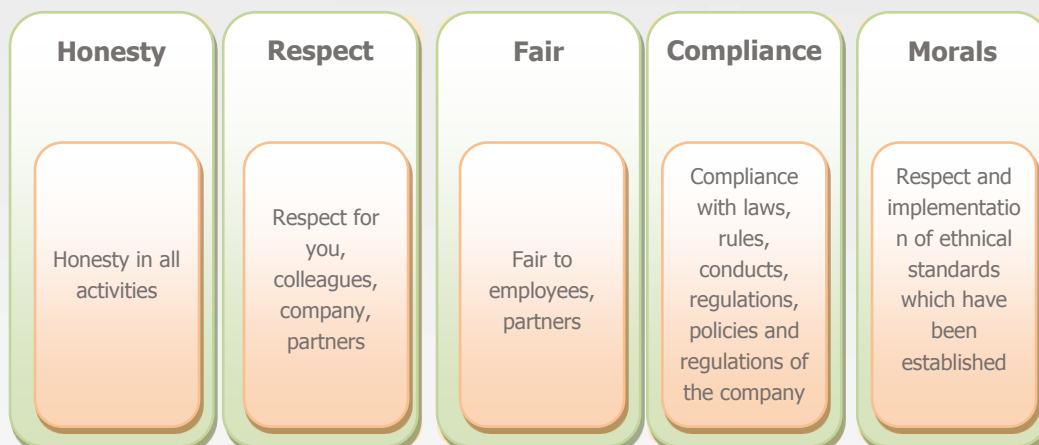 Honesty
Honesty in all
activities
Respect
Respect for
you,
colleagues,
company,
partners
Fair
Fair to
employees,
partners
Compliance
Compliance
with laws,
rules,
conducts,
regulations,
policies and
regulations of
the company
Morals
Respect and
implementatio
n of ethnical
standards
which have
been
established